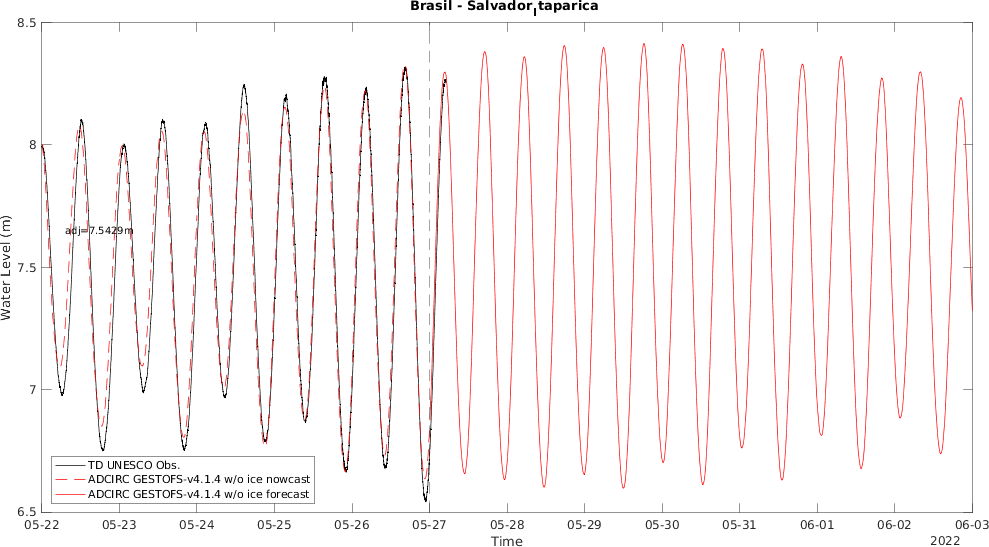 Brasil - Salvador,Itaparica
8.5
8
7.5
7
6.5
Water Level (m)
adj=7.5429m
TD UNESCO Obs.
ADCIRC GESTOFS-v4.1.4 w/o ice nowcast
ADCIRC GESTOFS-v4.1.4 w/o ice forecast
05-22 05-23 05-24 05-25 05-26 05-27 05-28 05-29 05-30 05-31 06-01 06-02 06-03
Time
2022